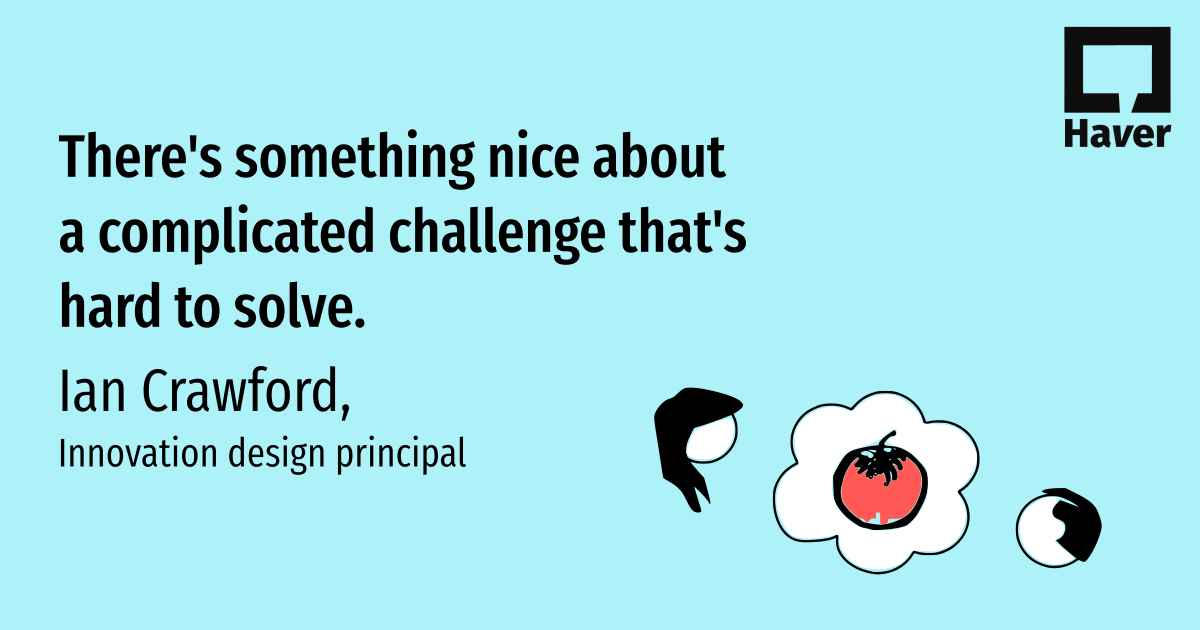 Haver
There's something nice about
a complicated challenge that's
hard to solve.
Ian Crawford,
Innovation design principal